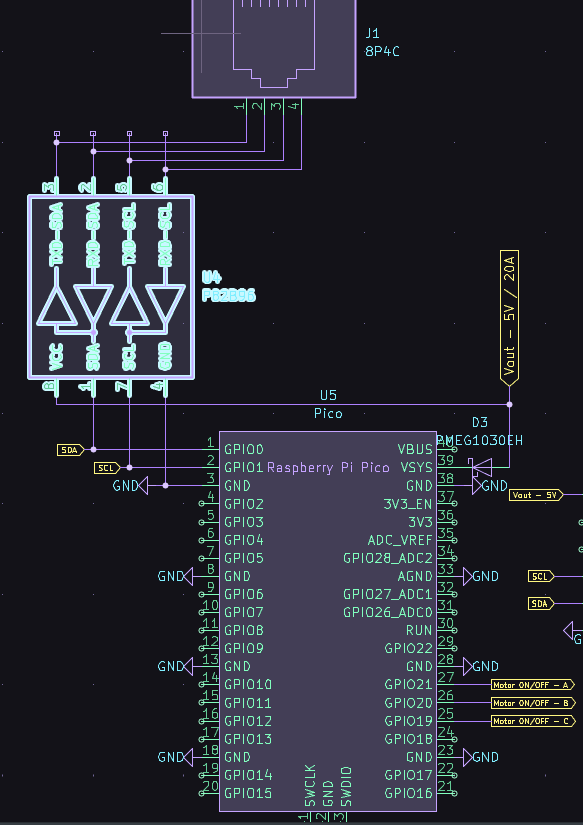 J1
8P4C
1 2 3 4
3 2 5 6
TXD-SDA RXD-SDA TXD-SCL RXD-SCL
U4
VCC SDA SCL GND
8 1 7 4
Vout - 5V / 20A
U5
Pico
D3
PMEG1030EH
SDA 1 GPIO0 VBUS 40
SCL 2 GPIO1 Raspberry Pi Pico VSYS 39
GND 3 GND GND 38 GND
Vout - 5V
4 GPIO2 3V3_EN 37
5 GPIO3 3V3 36
6 GPIO4 ADC_VREF 35
7 GPIO5 GPIO28_ADC2 34
GND 8 GND AGND 33 GND SCL
9 GPIO6 GPIO27_ADC1 32
SDA
10 GPIO7 GPIO26_ADC0 31
11 GPIO8 RUN 30
G
12 GPIO9 GPIO22 29
GND 13 GND GND 28 GND
14 GPIO10 GPIO21 27 Motor ON/OFF - A
15 GPIO11 GPIO20 26 Motor ON/OFF - B
16 GPIO12 GPIO19 25 Motor ON/OFF - C
17 GPIO13 GPIO18 24
GND 18 GND GND 23 GND
19 GPIO14 GPIO17 22
20 GPIO15 GPIO16 21
SWCLK GND SWDIO
1 2 3